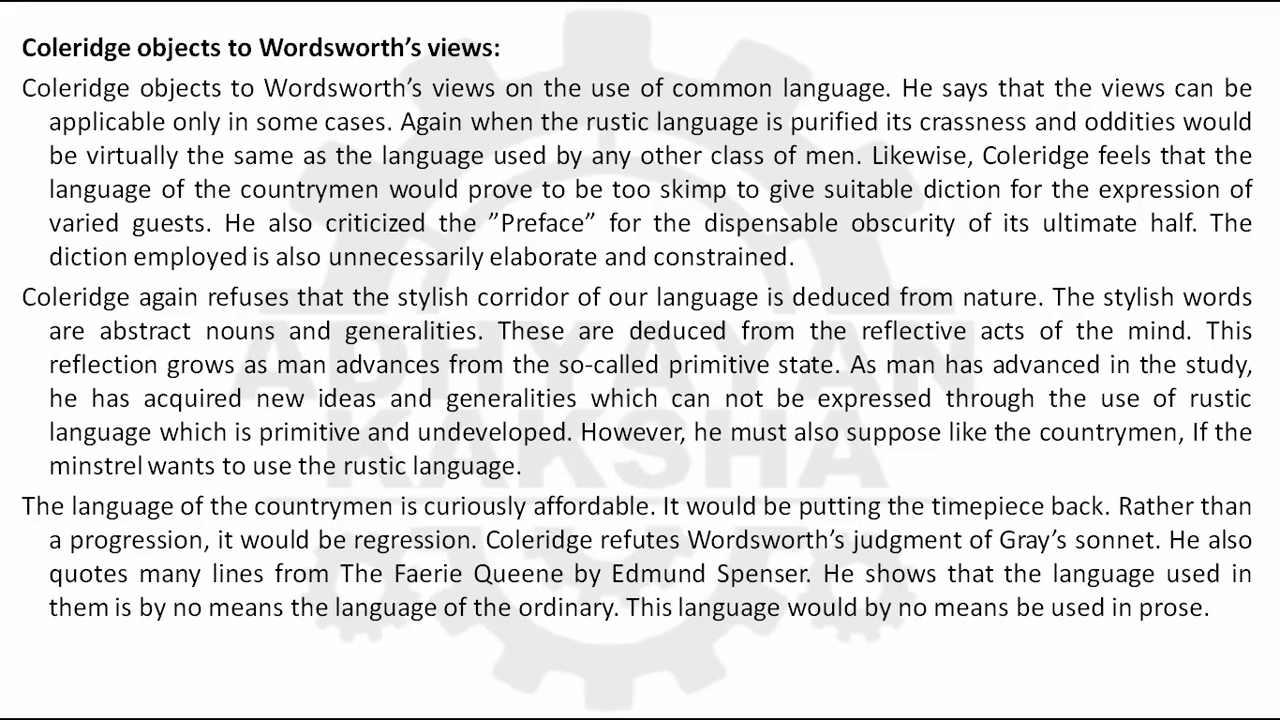 Coleridge objects to Wordsworth’s views:
Coleridge objects to Wordsworth’s views on the use of common language. He says that the views can be
applicable only in some cases. Again when the rustic language is purified its crassness and oddities would
be virtually the same as the language used by any other class of men. Likewise, Coleridge feels that the
language of the countrymen would prove to be too skimp to give suitable diction for the expression of
varied guests. He also criticized the ”Preface” for the dispensable obscurity of its ultimate half. The
diction employed is also unnecessarily elaborate and constrained.
Coleridge again refuses that the stylish corridor of our language is deduced from nature. The stylish words
are abstract nouns and generalities. These are deduced from the reflective acts of the mind. This
reflection grows as man advances from the so-called primitive state. As man has advanced in the study,
he has acquired new ideas and generalities which can not be expressed through the use of rustic
language which is primitive and undeveloped. However, he must also suppose like the countrymen, If the
minstrel wants to use the rustic language.
The language of the countrymen is curiously affordable. It would be putting the timepiece back. Rather than
a progression, it would be regression. Coleridge refutes Wordsworth’s judgment of Gray’s sonnet. He also
quotes many lines from The Faerie Queene by Edmund Spenser. He shows that the language used in
them is by no means the language of the ordinary. This language would by no means be used in prose.
ADHYAYAN
RAKSHA